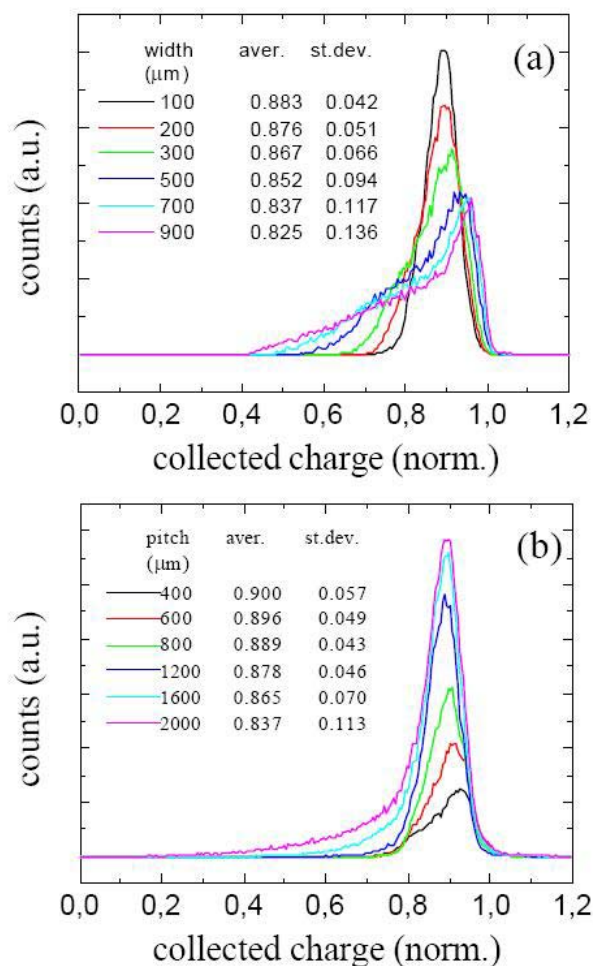 (a)
width aver. st.dev.
(μm)
100 0.883 0.042
200 0.876 0.051
300 0.867 0.066
500 0.852 0.094
700 0.837 0.117
900 0.825 0.136
counts (a.u.)
0,0 0,2 0,4 0,6 0,8 1,0 1,2
collected charge (norm.)
(b)
pitch aver. st.dev.
(μm)
400 0.900 0.057
600 0.896 0.049
800 0.889 0.043
1200 0.878 0.046
1600 0.865 0.070
2000 0.837 0.113
counts (a.u.)
0,0 0,2 0,4 0,6 0,8 1,0 1,2
collected charge (norm.)